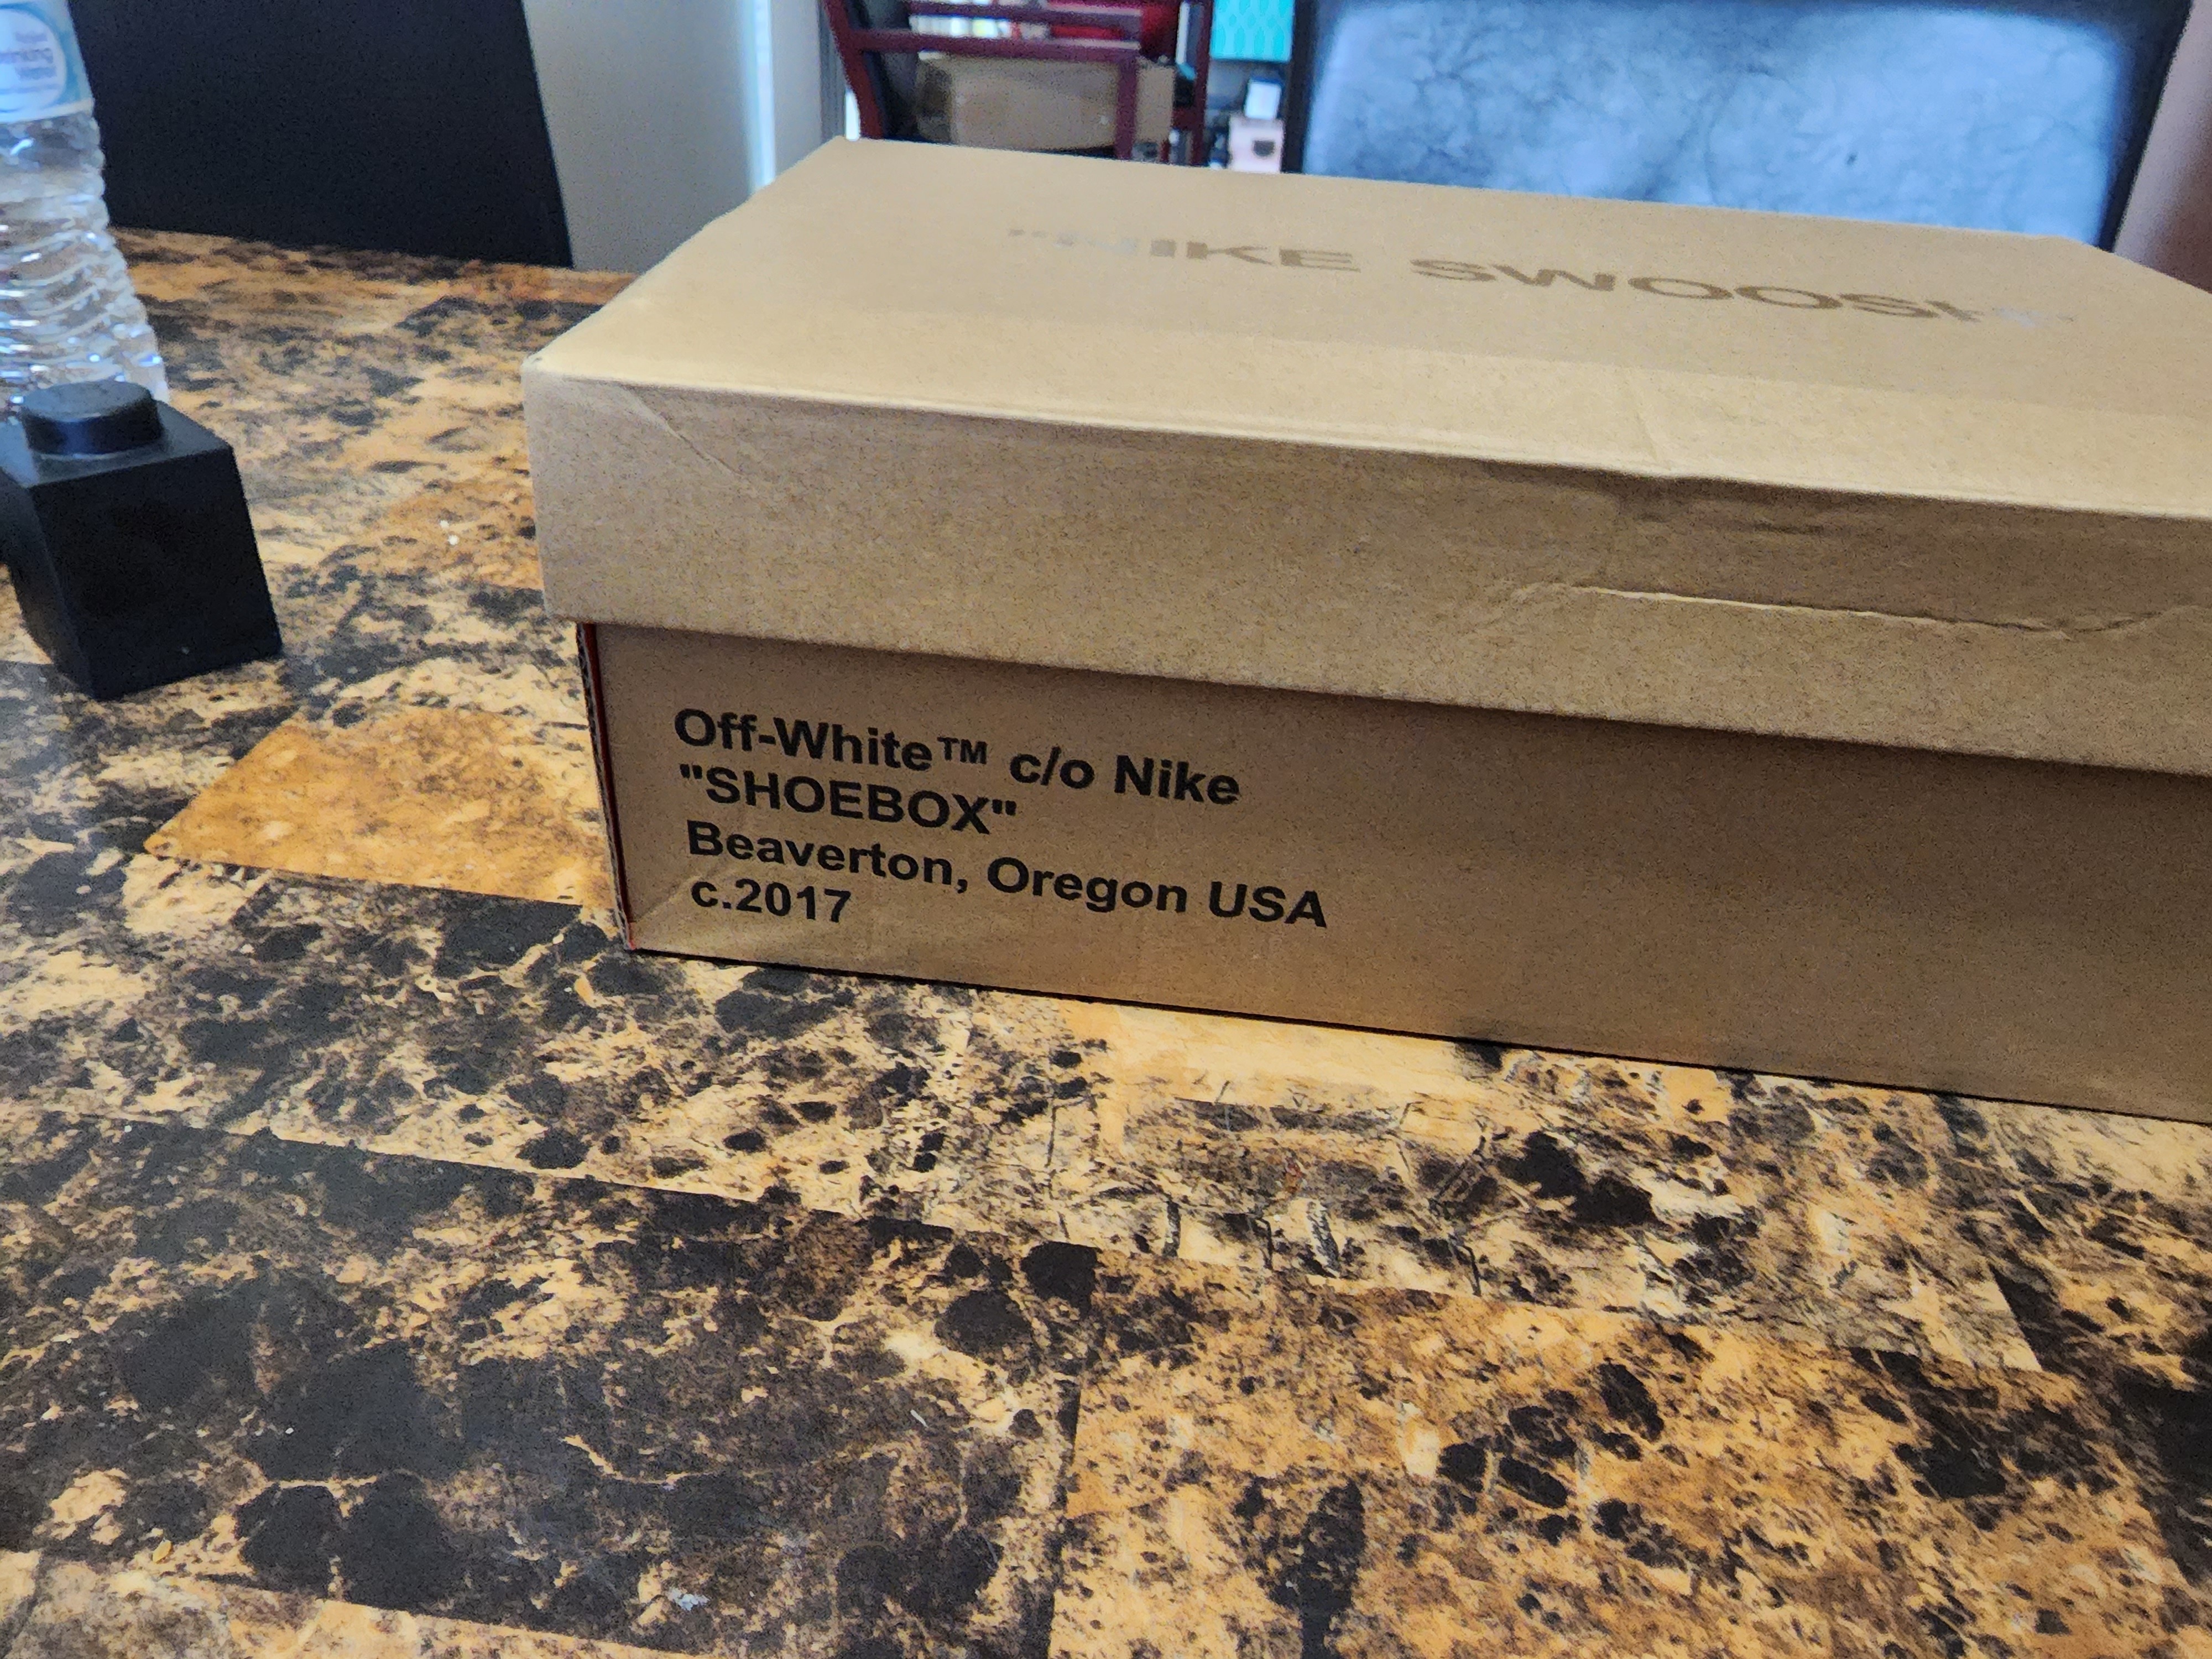 "NIKE SWOOSH
Off-White™ c/o Nike
"SHOEBOX"
Beaverton, Oregon USA
c.2017